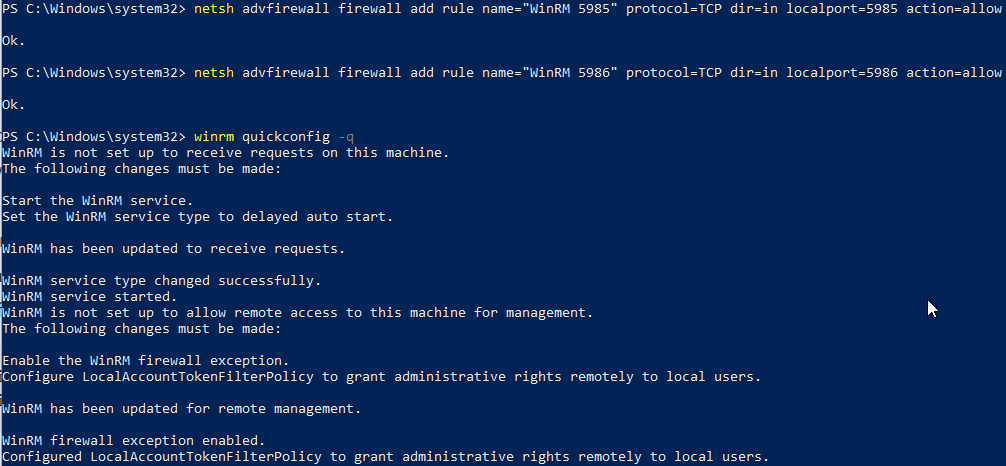 PS C:\Windows\system32> netsh advfirewall firewall add rule name="WinRM 5985" protocol=TCP dir=in localport=5985 action=allow
Ok.
PS C:\Windows\system32> netsh advfirewall firewall add rule name="WinRM 5986" protocol=TCP dir=in localport=5986 action=allow
Ok.
PS C:\Windows\system32> winrm quickconfig -q
WinRM is not set up to receive requests on this machine.
The following changes must be made:
Start the WinRM service.
Set the WinRM service type to delayed auto start.
WinRM has been updated to receive requests.
WinRM service type changed successfully.
WinRM service started.
WinRM is not set up to allow remote access to this machine for management.
The following changes must be made:
Enable the WinRM firewall exception.
Configure LocalAccountTokenFilterPolicy to grant administrative rights remotely to local users.
WinRM has been updated for remote management.
WinRM firewall exception enabled.
Configured LocalAccountTokenFilterPolicy to grant administrative rights remotely to local users.